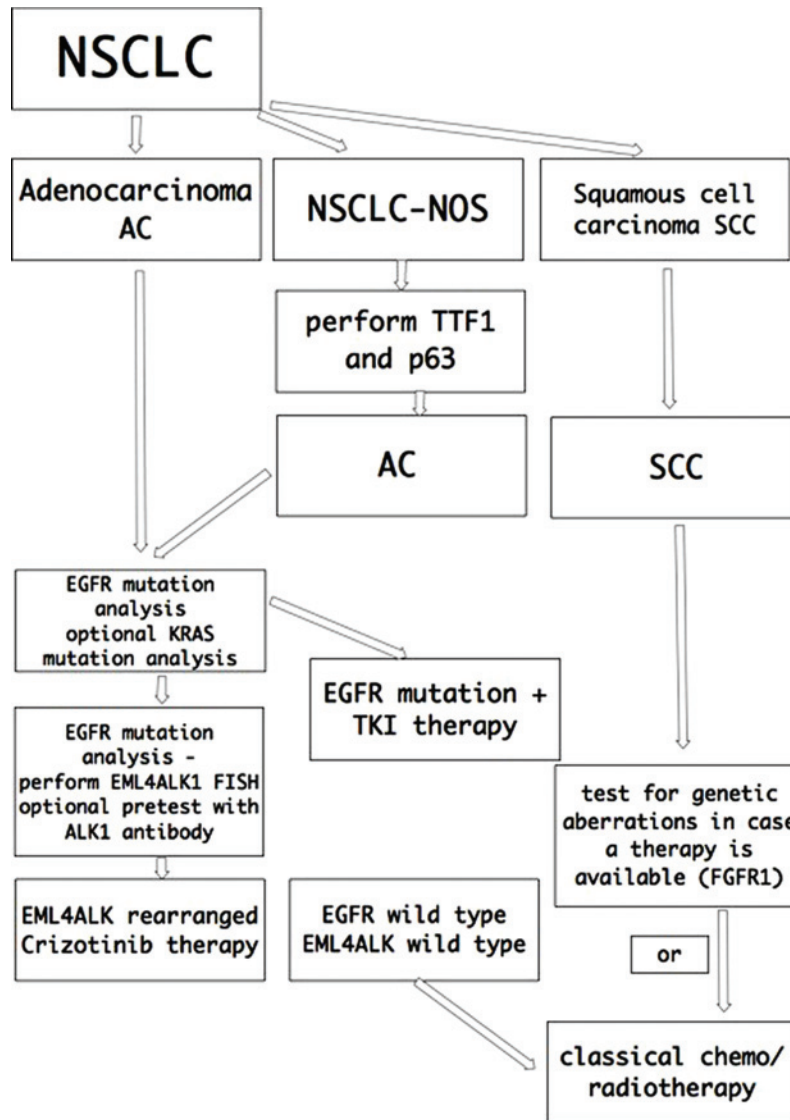 NSCLC
Adenocarcinoma
AC
NSCLC-NOS
Squamous cell
carcinoma SCC
perform TTF1
and p63
AC
SCC
EGFR mutation
analysis
optional KRAS
mutation analysis
EGFR mutation +
TKI therapy
EGFR mutation
analysis -
perform EML4ALK1 FISH
optional pretest with
ALK1 antibody
test for genetic
aberrations in case
a therapy is
available (FGFR1)
EML4ALK rearranged
Crizotinib therapy
EGFR wild type
EML4ALK wild type
or
classical chemo/
radiotherapy